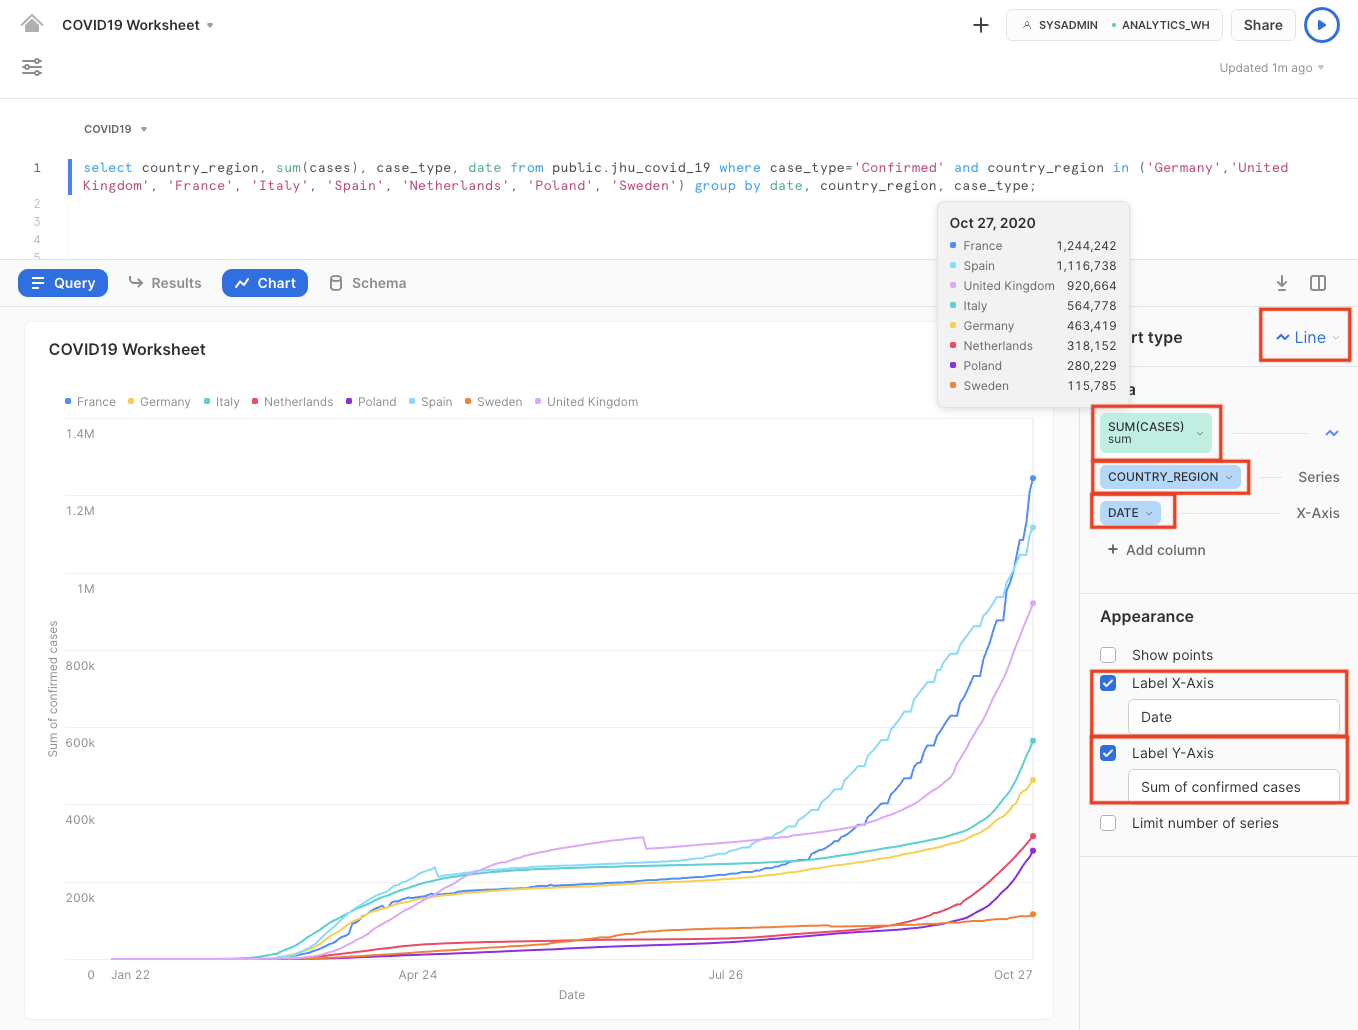 COVID19 Worksheet
SYSADMIN ANALYTICS_WH
Share
Updated 1m ago
COVID19
1 select country_region, sum(cases), case_type, date from public.jhu_covid_19 where case_type='Confirmed' and country_region in ('Germany','United
Kingdom', 'France', 'Italy', 'Spain', 'Netherlands', 'Poland', 'Sweden') group by date, country_region, case_type;
2
3
4
5
Query Results Chart Schema
Oct 27, 2020
France 1,244,242
Spain 1,116,738
United Kingdom 920,664
Italy 564,778
Germany 463,419
Netherlands 318,152
Poland 280,229
Sweden 115,785
COVID19 Worksheet
France Germany Italy Netherlands Poland Spain Sweden United Kingdom
1.4M
1.2M
1M
800k
600k
400k
200k
0
Sum of confirmed cases
Jan 22 Apr 24 Jul 26 Oct 27
Date
rt type
Line
a
SUM(CASES)
sum
COUNTRY_REGION Series
DATE X-Axis
+ Add column
Appearance
Show points
Label X-Axis
Date
Label Y-Axis
Sum of confirmed cases
Limit number of series